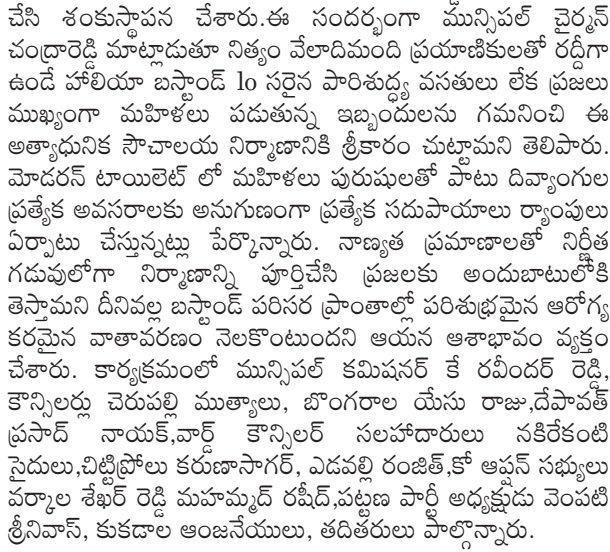 చేసి శంకుస్థాపన చేశారు.ఈ సందర్భంగా మున్సిపల్ చైర్మన్
చంద్రారెడ్డి మాట్లాడుతూ నిత్యం వేలాదిమంది ప్రయాణికులతో రద్దీగా
ఉండే హాలియా బస్టాండ్ lo సరైన పారిశుద్ధ్య వసతులు లేక ప్రజలు
ముఖ్యంగా మహిళలు పడుతున్న ఇబ్బందులను గమనించి ఈ
అత్యాధునిక సౌచాలయ నిర్మాణానికి శ్రీకారం చుట్టామని తెలిపారు.
మోడరన్ టాయిలెట్ లో మహిళలు పురుషులతో పాటు దివ్యాంగుల
ప్రత్యేక అవసరాలకు అనుగుణంగా ప్రత్యేక సదుపాయాలు ర్యాంపులు
ఏర్పాటు చేస్తున్నట్లు పేర్కొన్నారు. నాణ్యత ప్రమాణాలతో నిర్ణీత
గడువులోగా నిర్మాణాన్ని పూర్తిచేసి ప్రజలకు అందుబాటులోకి
తెస్తామని దీనివల్ల బస్టాండ్ పరిసర ప్రాంతాల్లో పరిశుభ్రమైన ఆరోగ్య
కరమైన వాతావరణం నెలకొంటుందని ఆయన ఆశాభావం వ్యక్తం
చేశారు. కార్యక్రమంలో మున్సిపల్ కమిషనర్ కే రవీందర్ రెడ్డి,
కౌన్సిలర్లు చెరుపల్లి ముత్యాలు, బొంగరాల యేసు రాజు,దేపావత్
ప్రసాద్ నాయక్,వార్డ్ కౌన్సిలర్ సలహాదారులు నకిరేకంటి
సైదులు,చిట్టిప్రోలు కరుణాసాగర్, ఎడవల్లి రంజిత్,కో ఆప్షన్ సభ్యులు
వర్కాల శేఖర్ రెడ్డి మహమ్మద్ రషీద్,పట్టణ పార్టీ అధ్యక్షుడు వెంపటి
శ్రీనివాస్, కుకడాల ఆంజనేయులు, తదితరులు పాల్గొన్నారు.